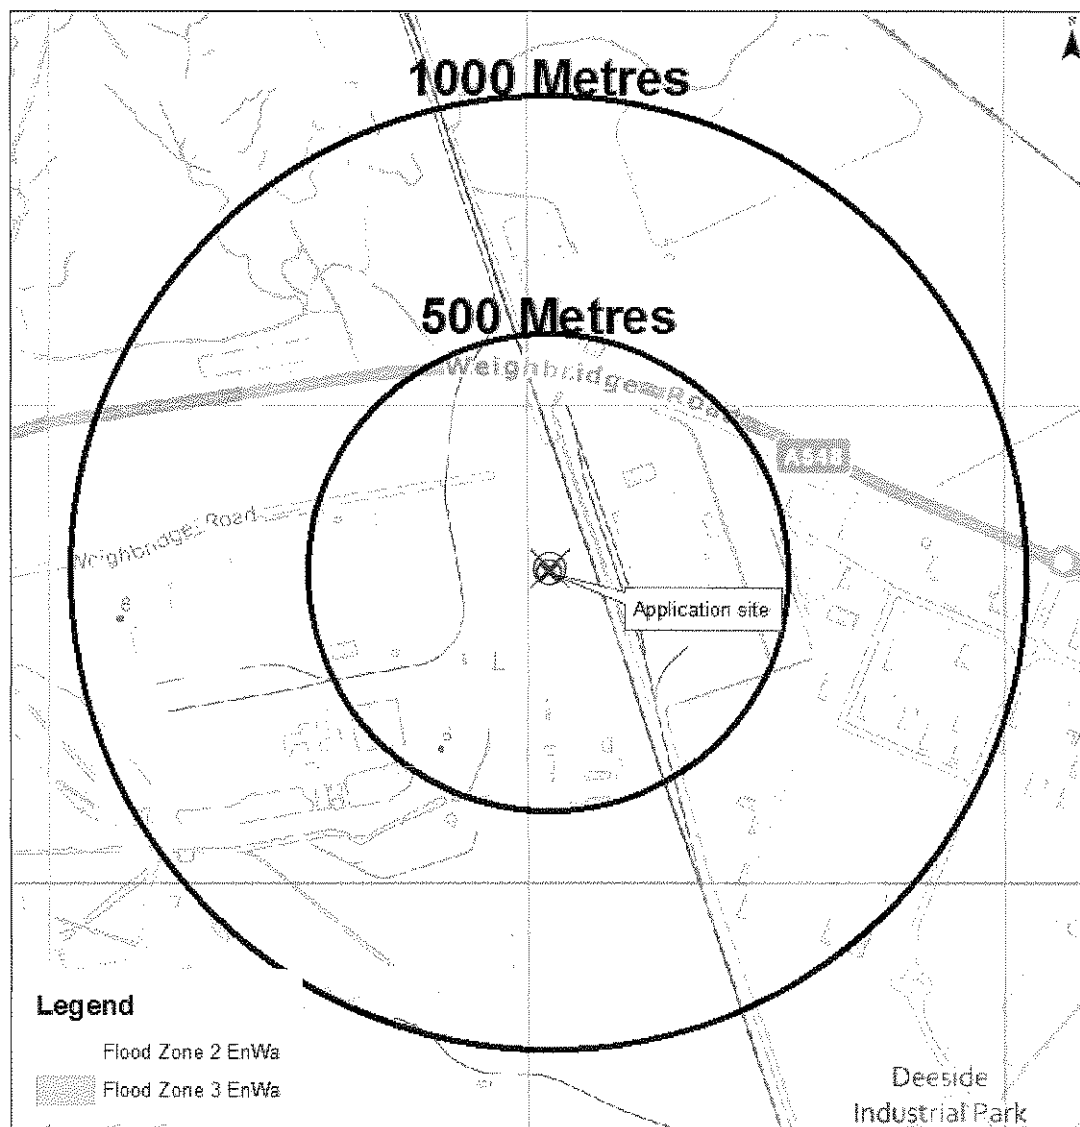 N
1000 Metres
500 Metres
Weighbridge Road
A548
Weighbridge Road
Application site
Legend
Flood Zone 2 EnWa
Flood Zone 3 EnWa
Deeside
Industrial Park